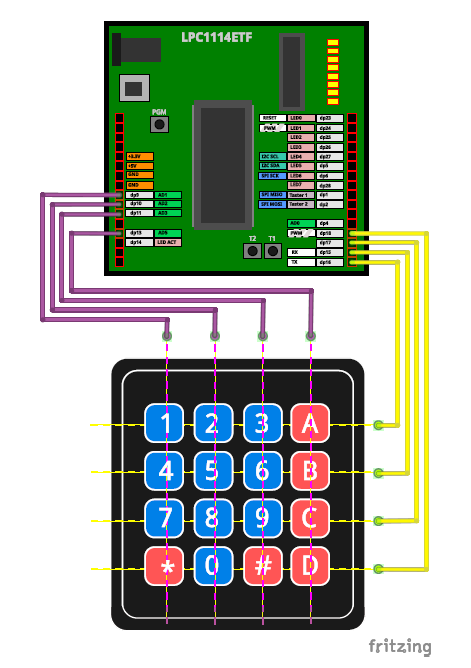 LPC1114ETF
PGM
RESET LED0 dp23
PWM LED1 dp24
LED2 dp25
LED3 dp26
+3.3V I2C SCL LED4 dp27
+5V I2C SDA LED5 dp5
GND SPI SCK LED6 dp6
GND LED7 dp28
dp9 AD1 SPI MISO Taster 1 dp1
dp10 AD2 SPI MOSI Taster 2 dp2
dp11 AD3
AD0 dp4
dp13 AD5 PWM dp18
dp14 LED ACT dp17
T2 T1 RX dp15
TX dp16
1 2 3 A
4 5 6 B
7 8 9 C
* 0 # D
fritzing